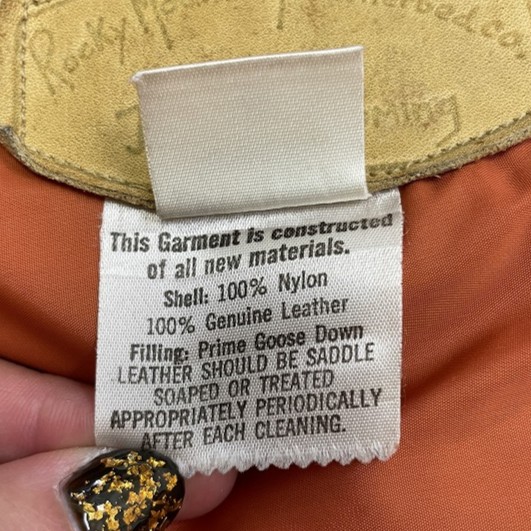 Rocky
This Garment is constructed
of all new materials.
Shell: 100% Nylon
100% Genuine Leather
Filling: Prime Goose Down
LEATHER SHOULD BE SADDLE
SOAPED OR TREATED
APPROPRIATELY PERIODICALLY
AFTER EACH CLEANING.